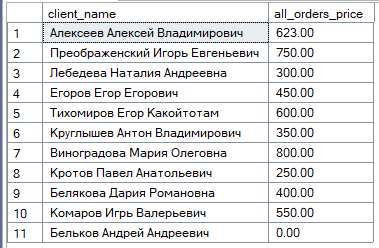 client_name all_orders_price
1 Алексеев Алексей Владимирович 623.00
2 Преображенский Игорь Евгеньевич 750.00
3 Лебедева Наталия Андреевна 300.00
4 Егоров Егор Егорович 450.00
5 Тихомиров Егор Какойтотам 600.00
6 Круглышев Антон Владимирович 350.00
7 Виноградова Мария Олеговна 800.00
8 Кротов Павел Анатольевич 250.00
9 Белякова Дария Романовна 400.00
10 Комаров Игрь Валерьевич 550.00
11 Бельков Андрей Андреевич 0.00